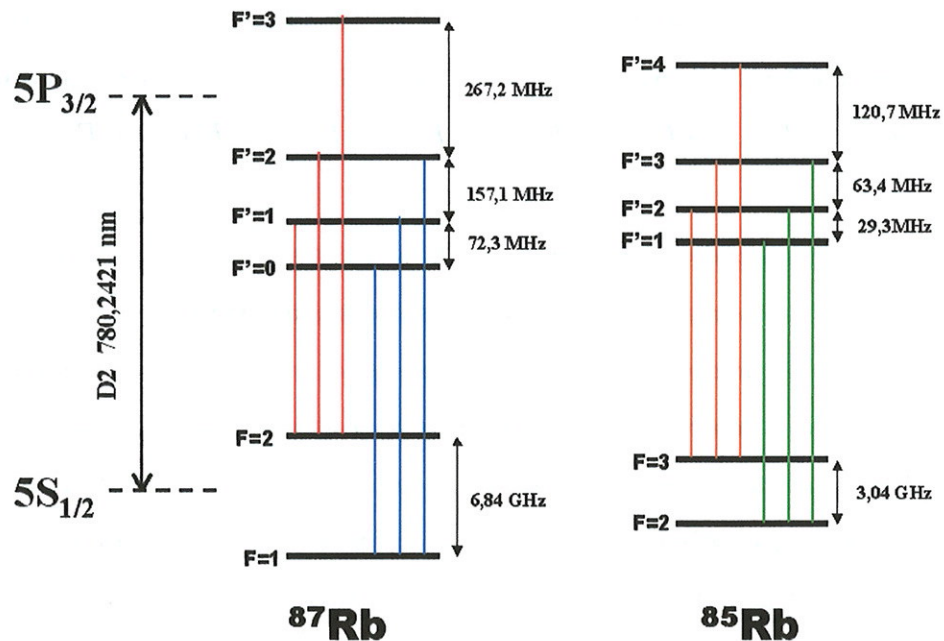 5P3/2
D2 780,2421 nm
5S1/2
F'=3
267,2 MHz
F'=2
157,1 MHz
F'=1
72,3 MHz
F'=0
F=2
6,84 GHz
F=1
87Rb
F'=4
120,7 MHz
F'=3
63,4 MHz
F'=2
29,3MHz
F'=1
F=3
3,04 GHz
F=2
85Rb